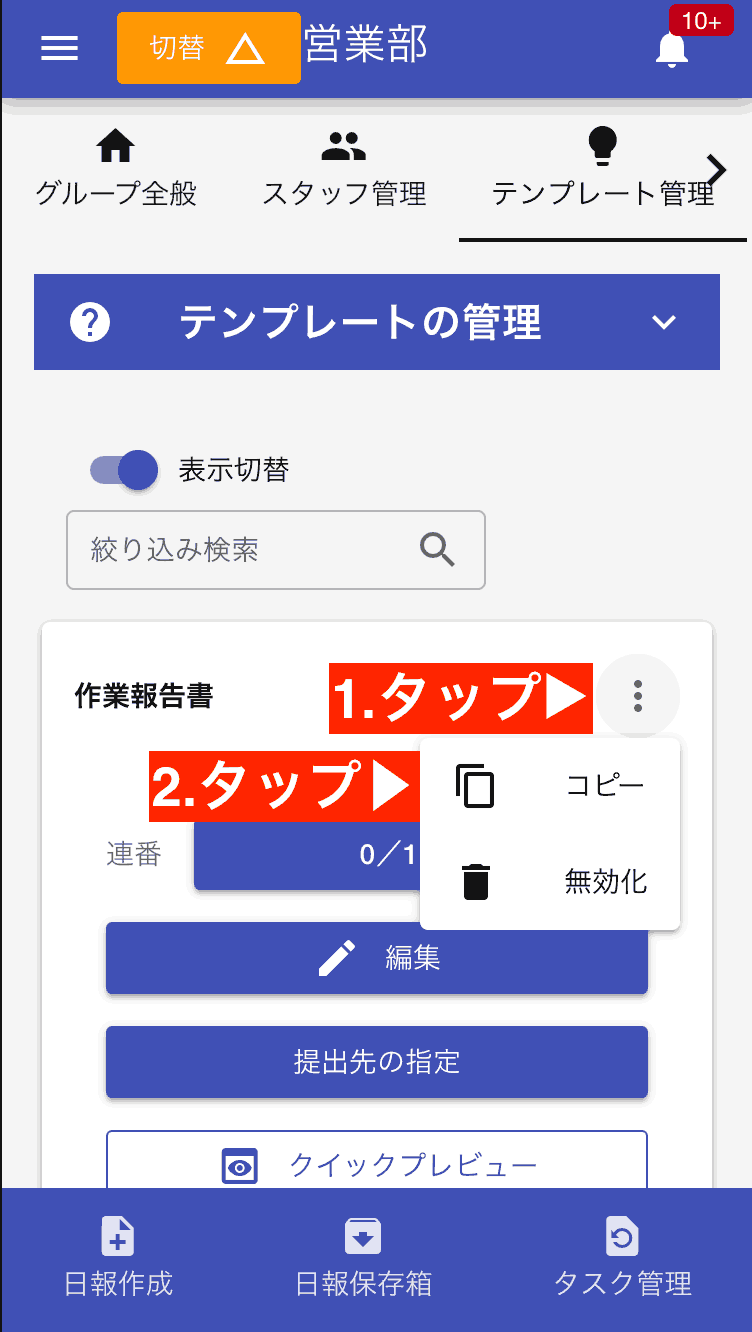 切替
営業部
10+
グループ全般
スタッフ管理
テンプレート管理
テンプレートの管理
表示切替
絞り込み検索
作業報告書
1.タップ▶
2.タップ▶
コピー
連番
0／1
無効化
編集
提出先の指定
クイックプレビュー
日報作成
日報保存箱
タスク管理